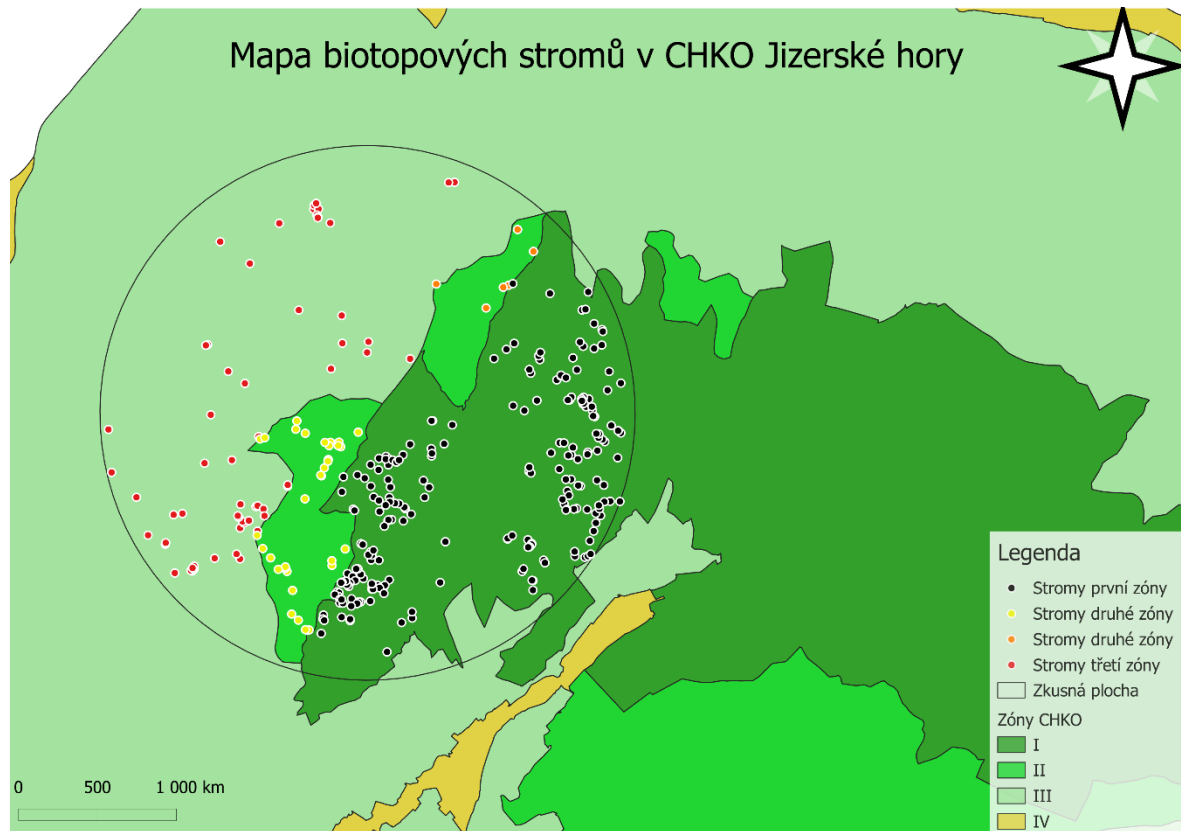 Mapa biotopových stromů v CHKO Jizerské hory
Legenda
Stromy první zóny
Stromy druhé zóny
Stromy druhé zóny
Stromy třetí zóny
Zkusná plocha
Zóny CHKO
I
II
III
IV
0 500 1 000 km